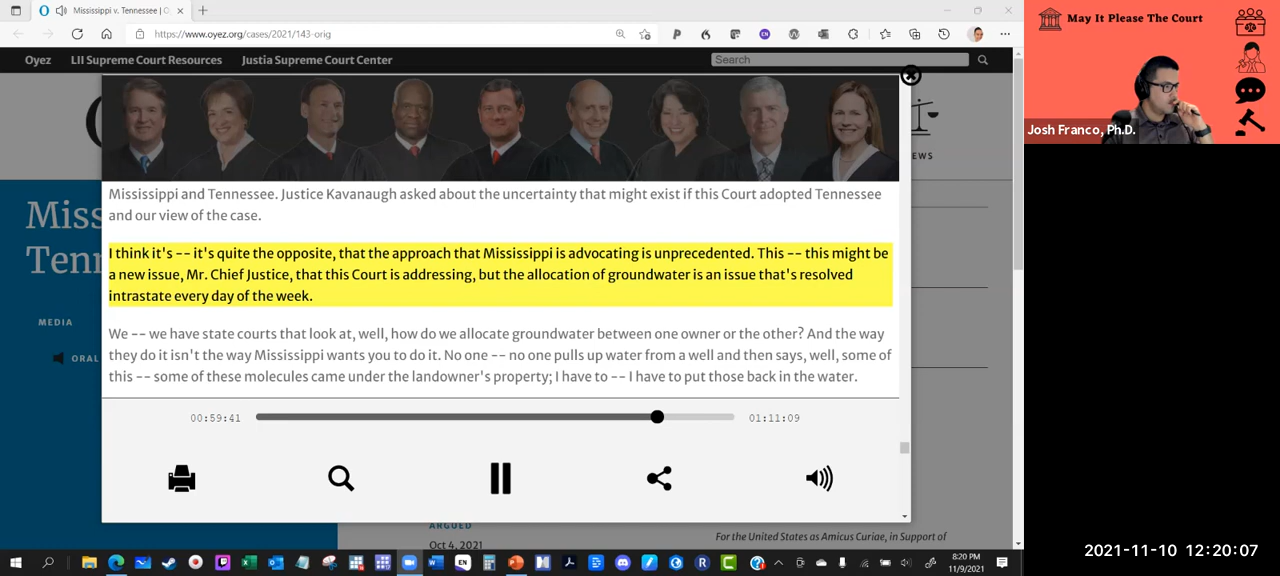 Mississippi v. Tennessee | O
https://www.oyez.org/cases/2021/143-orig
May It Please The Court
Josh Franco, Ph.D.
Oyez
LII Supreme Court Resources
Justia Supreme Court Center
Search
EWS
Miss
Tenn
MEDIA
ORAL
Mississippi and Tennessee. Justice Kavanaugh asked about the uncertainty that might exist if this Court adopted Tennessee
and our view of the case.
I think it's -- it's quite the opposite, that the approach that Mississippi is advocating is unprecedented. This -- this might be
a new issue, Mr. Chief Justice, that this Court is addressing, but the allocation of groundwater is an issue that's resolved
intrastate every day of the week.
We -- we have state courts that look at, well, how do we allocate groundwater between one owner or the other? And the way
they do it isn't the way Mississippi wants you to do it. No one -- no one pulls up water from a well and then says, well, some of
this -- some of these molecules came under the landowner's property; I have to -- I have to put those back in the water.
00:59:41
01:11:09
ARGUED
Oct 4, 2021
For the United States as Amicus Curiae, in Support of
8:20 PM
11/9/2021
2021-11-10 12:20:07